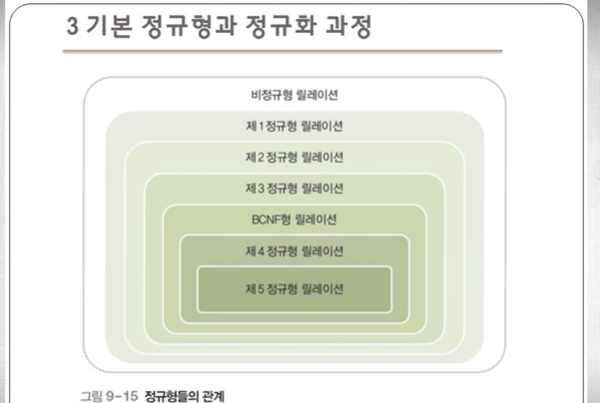 3 기본 정규형과 정규화 과정
비정규형 릴레이션
제1정규형 릴레이션
제2정규형 릴레이션
제3정규형 릴레이션
BCNF형 릴레이션
제4정규형 릴레이션
제5정규형 릴레이션
그림 9-15 정규형들의 관계